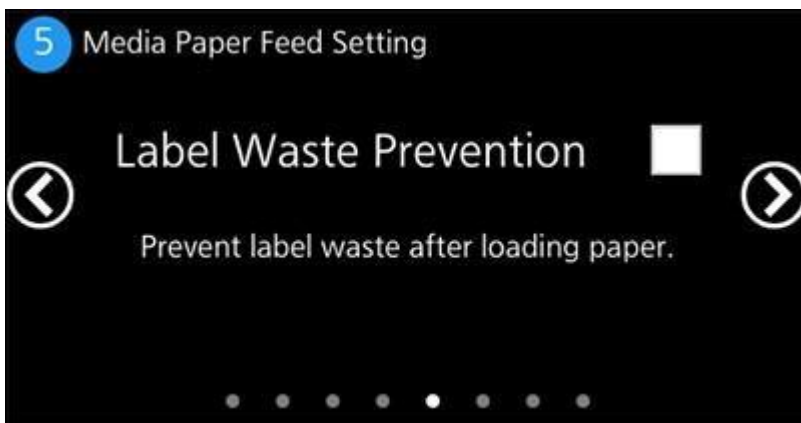 5 Media Paper Feed Setting
Label Waste Prevention
Prevent label waste after loading paper.